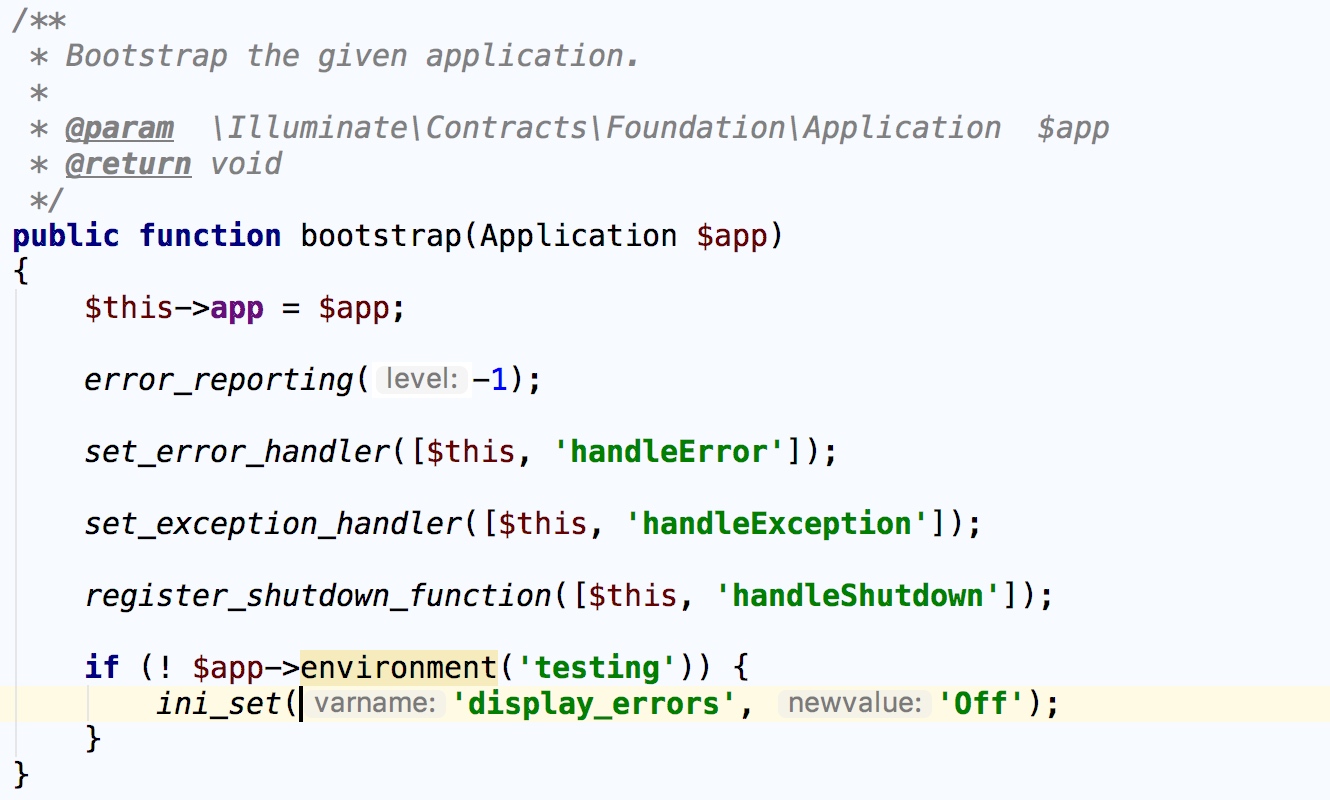 /**
 * Bootstrap the given application.
 *
 * @param  \Illuminate\Contracts\Foundation\Application  $app
 * @return void
 */
public function bootstrap(Application $app)
{
    $this->app = $app;
    error_reporting( level: -1);
    set_error_handler([$this, 'handleError']);
    set_exception_handler([$this, 'handleException']);
    register_shutdown_function([$this, 'handleShutdown']);
    if (! $app->environment('testing')) {
        ini_set( varname: 'display_errors', newvalue: 'Off');
    }
}